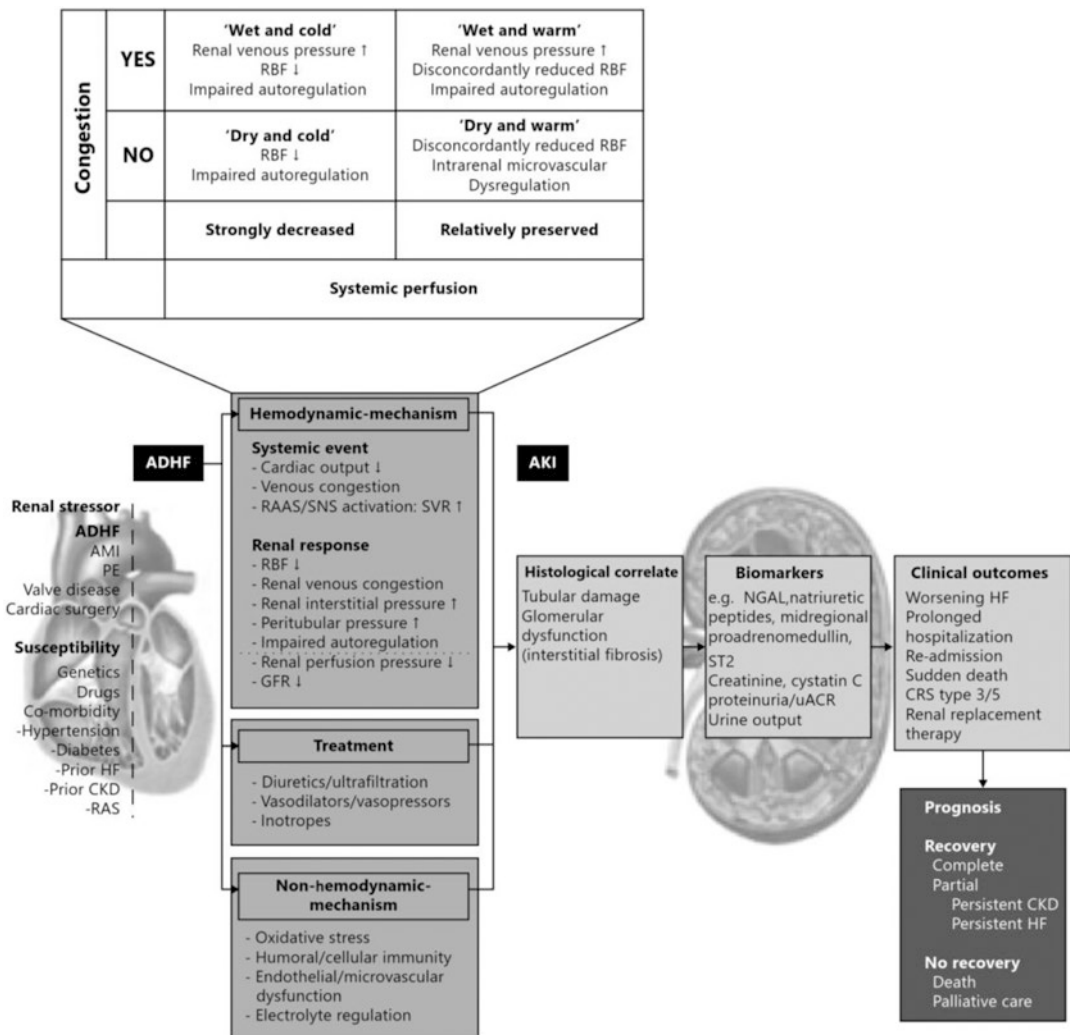 Congestion
YES
'Wet and cold'
Renal venous pressure ↑
RBF ↓
Impaired autoregulation
'Wet and warm'
Renal venous pressure ↑
Disconcordantly reduced RBF
Impaired autoregulation
NO
'Dry and cold'
RBF ↓
Impaired autoregulation
'Dry and warm'
Disconcordantly reduced RBF
Intrarenal microvascular
Dysregulation
Strongly decreased
Relatively preserved
Systemic perfusion
ADHF
Renal stressor
ADHF
AMI
PE
Valve disease
Cardiac surgery
Susceptibility
Genetics
Drugs
Co-morbidity
-Hypertension
-Diabetes
-Prior HF
-Prior CKD
-RAS
Hemodynamic-mechanism
Systemic event
- Cardiac output ↓
- Venous congestion
- RAAS/SNS activation: SVR ↑
Renal response
- RBF ↓
- Renal venous congestion
- Renal interstitial pressure ↑
- Peritubular pressure ↑
- Impaired autoregulation
- Renal perfusion pressure ↓
- GFR ↓
Treatment
- Diuretics/ultrafiltration
- Vasodilators/vasopressors
- Inotropes
Non-hemodynamic-
mechanism
- Oxidative stress
- Humoral/cellular immunity
- Endothelial/microvascular
dysfunction
- Electrolyte regulation
AKI
Histological correlate
Tubular damage
Glomerular
dysfunction
(interstitial fibrosis)
Biomarkers
e.g. NGAL,natriuretic
peptides, midregional
proadrenomedullin,
ST2
Creatinine, cystatin C
proteinuria/uACR
Urine output
Clinical outcomes
Worsening HF
Prolonged
hospitalization
Re-admission
Sudden death
CRS type 3/5
Renal replacement
therapy
Prognosis
Recovery
Complete
Partial
Persistent CKD
Persistent HF
No recovery
Death
Palliative care